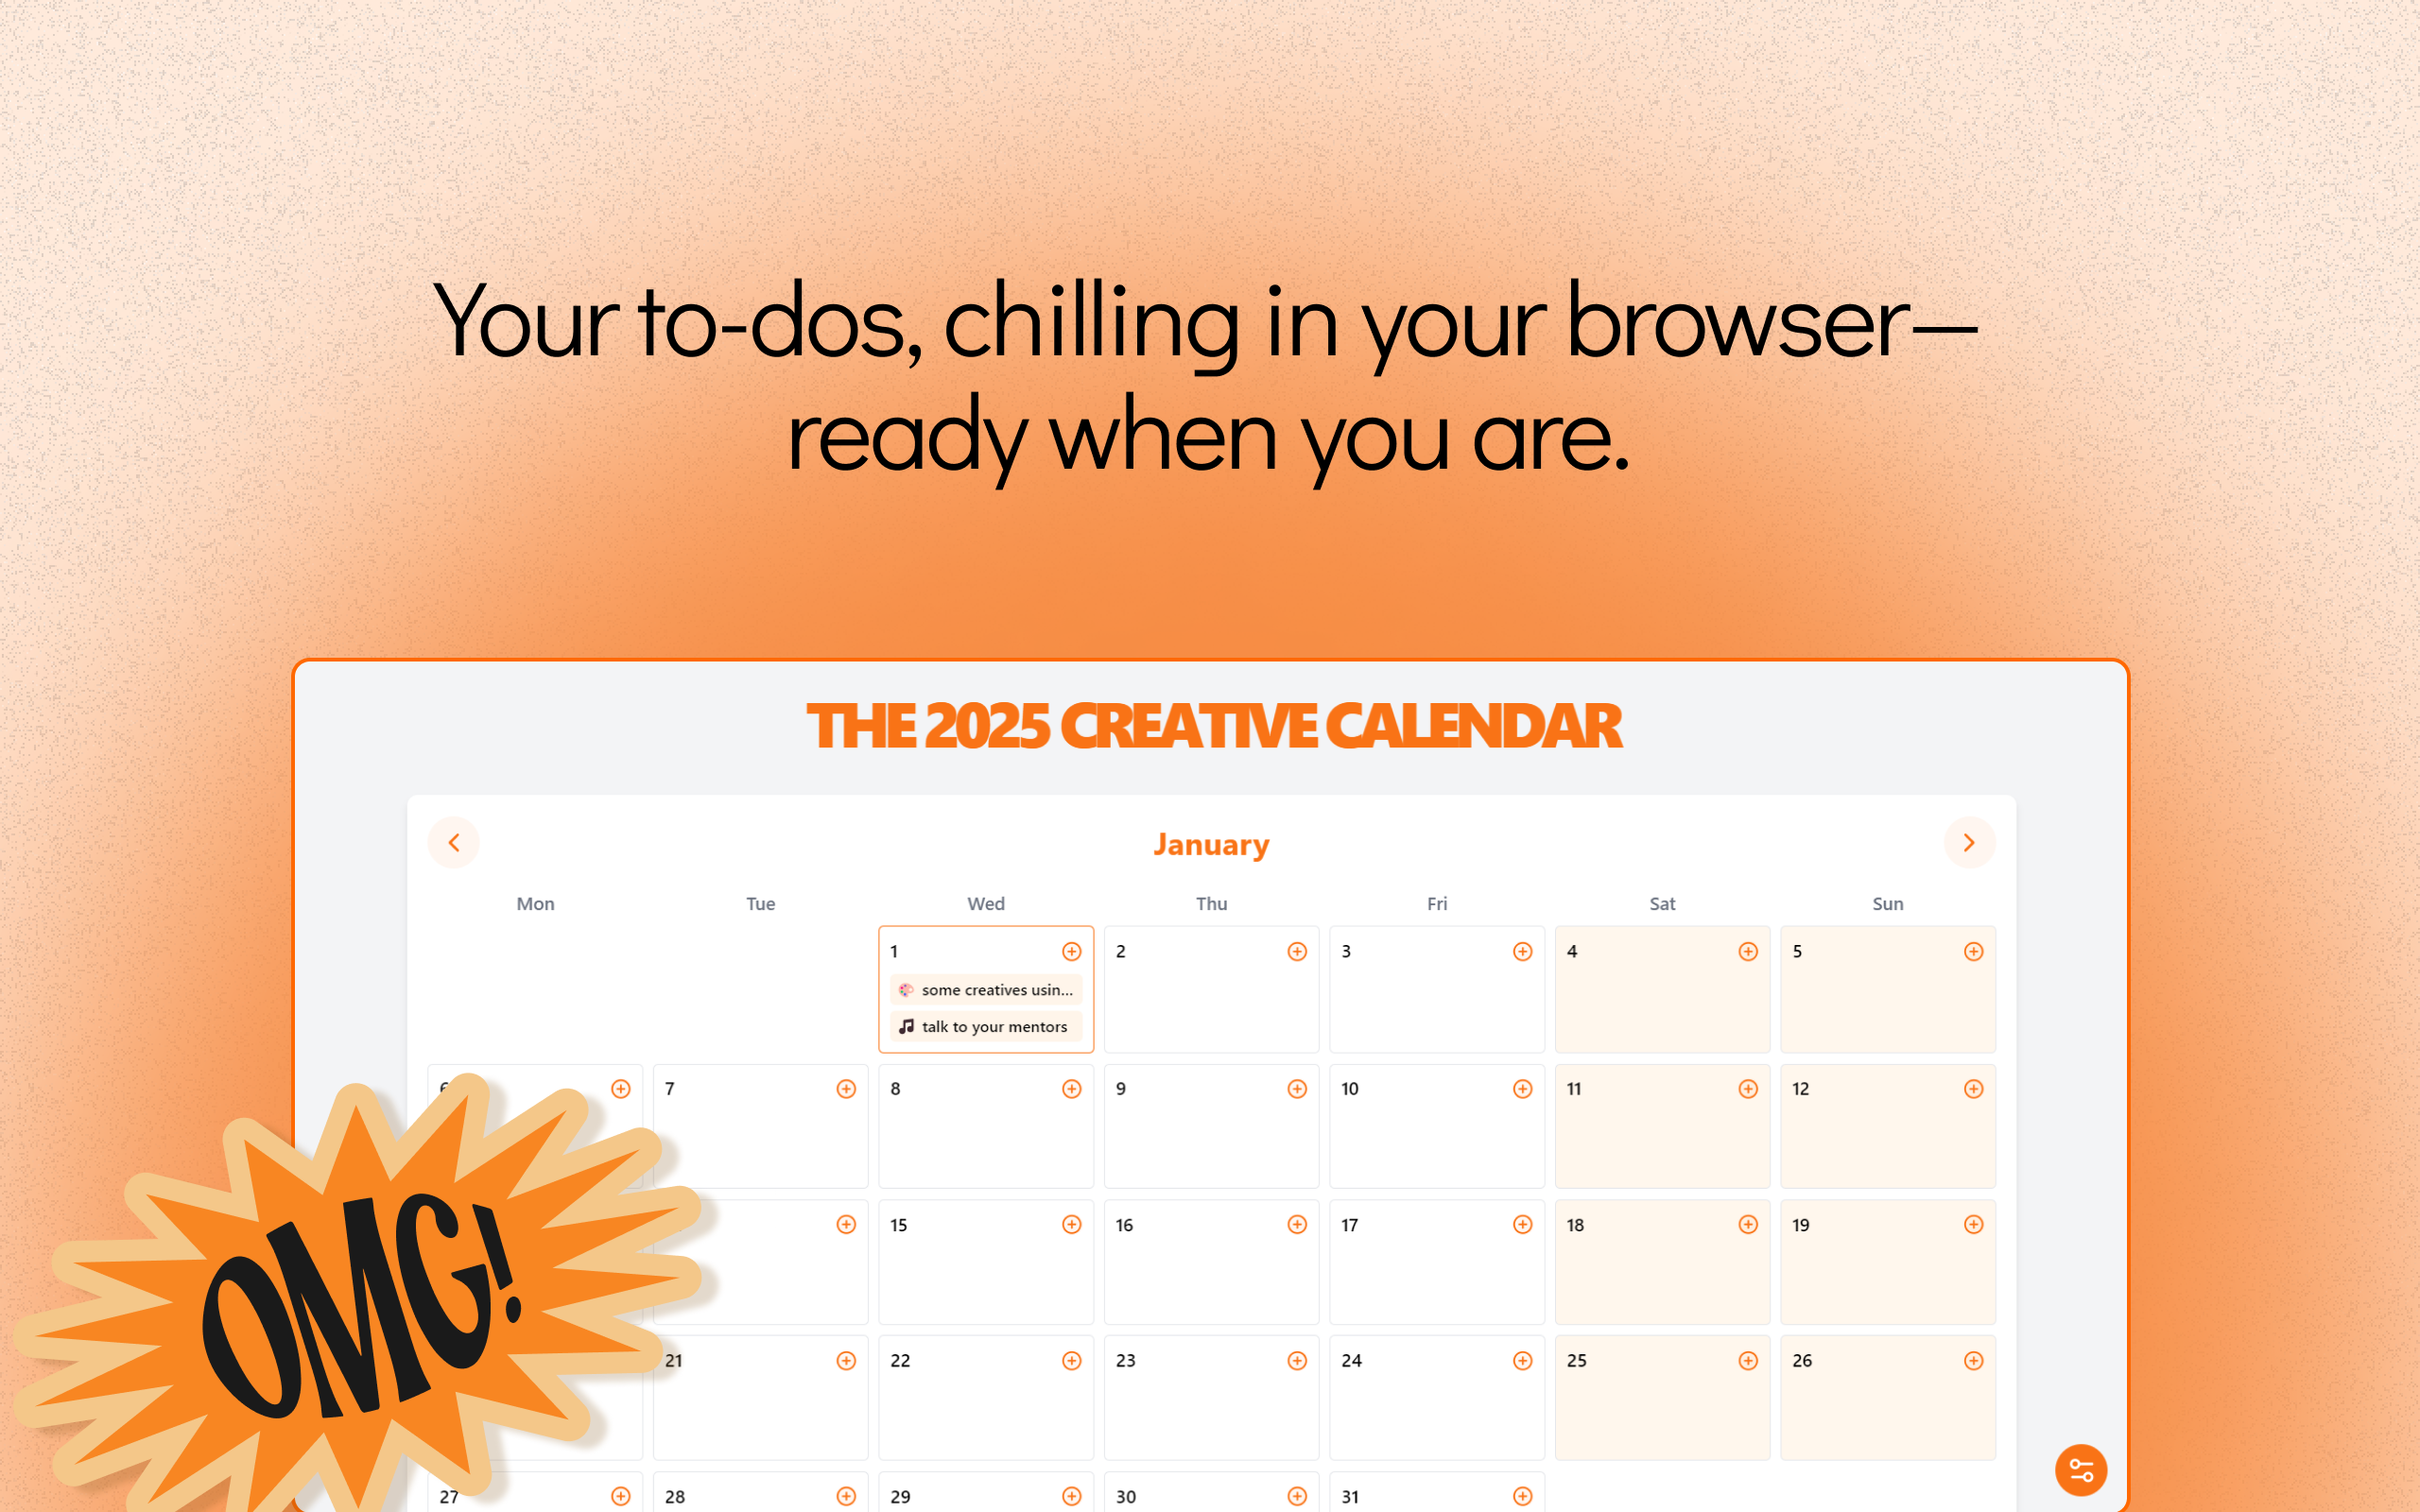 Your to-dos, chilling in your browser—
ready when you are.
THE 2025 CREATIVE CALENDAR
January
Mon Tue Wed Thu Fri Sat Sun
1 2 3 4 5
some creatives usin...
talk to your mentors
6 7 8 9 10 11 12
15 16 17 18 19
21 22 23 24 25 26
27 28 29 30 31
OMG!